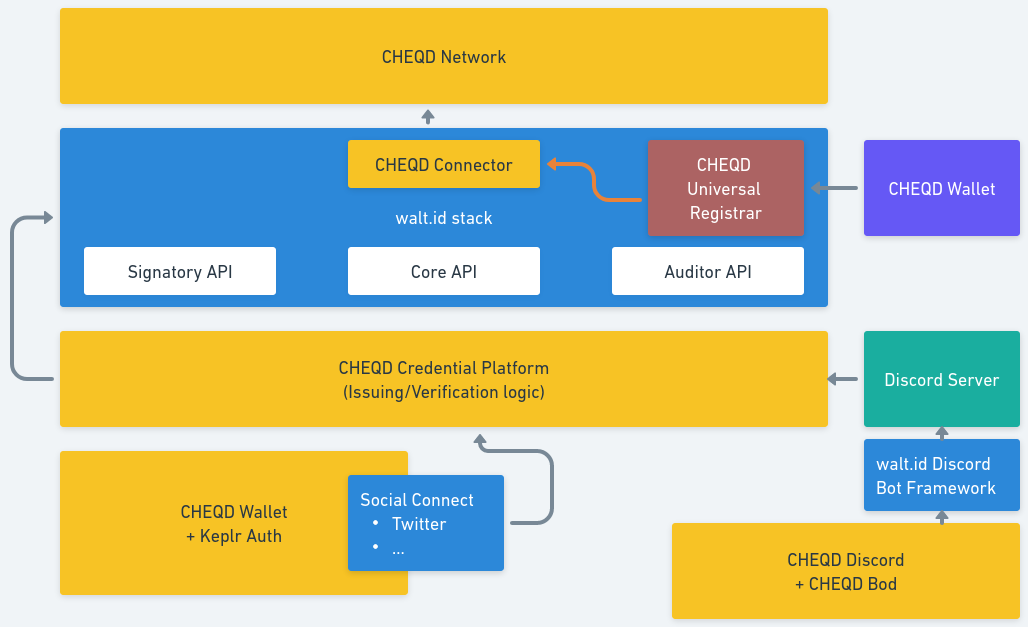 CHEQD Network
CHEQD Connector
CHEQD
Universal
Registrar
CHEQD Wallet
walt.id stack
Signatory API
Core API
Auditor API
CHEQD Credential Platform
(Issuing/Verification logic)
Discord Server
walt.id Discord
Bot Framework
CHEQD Wallet
+ Keplr Auth
Social Connect
• Twitter
• ...
CHEQD Discord
+ CHEQD Bod